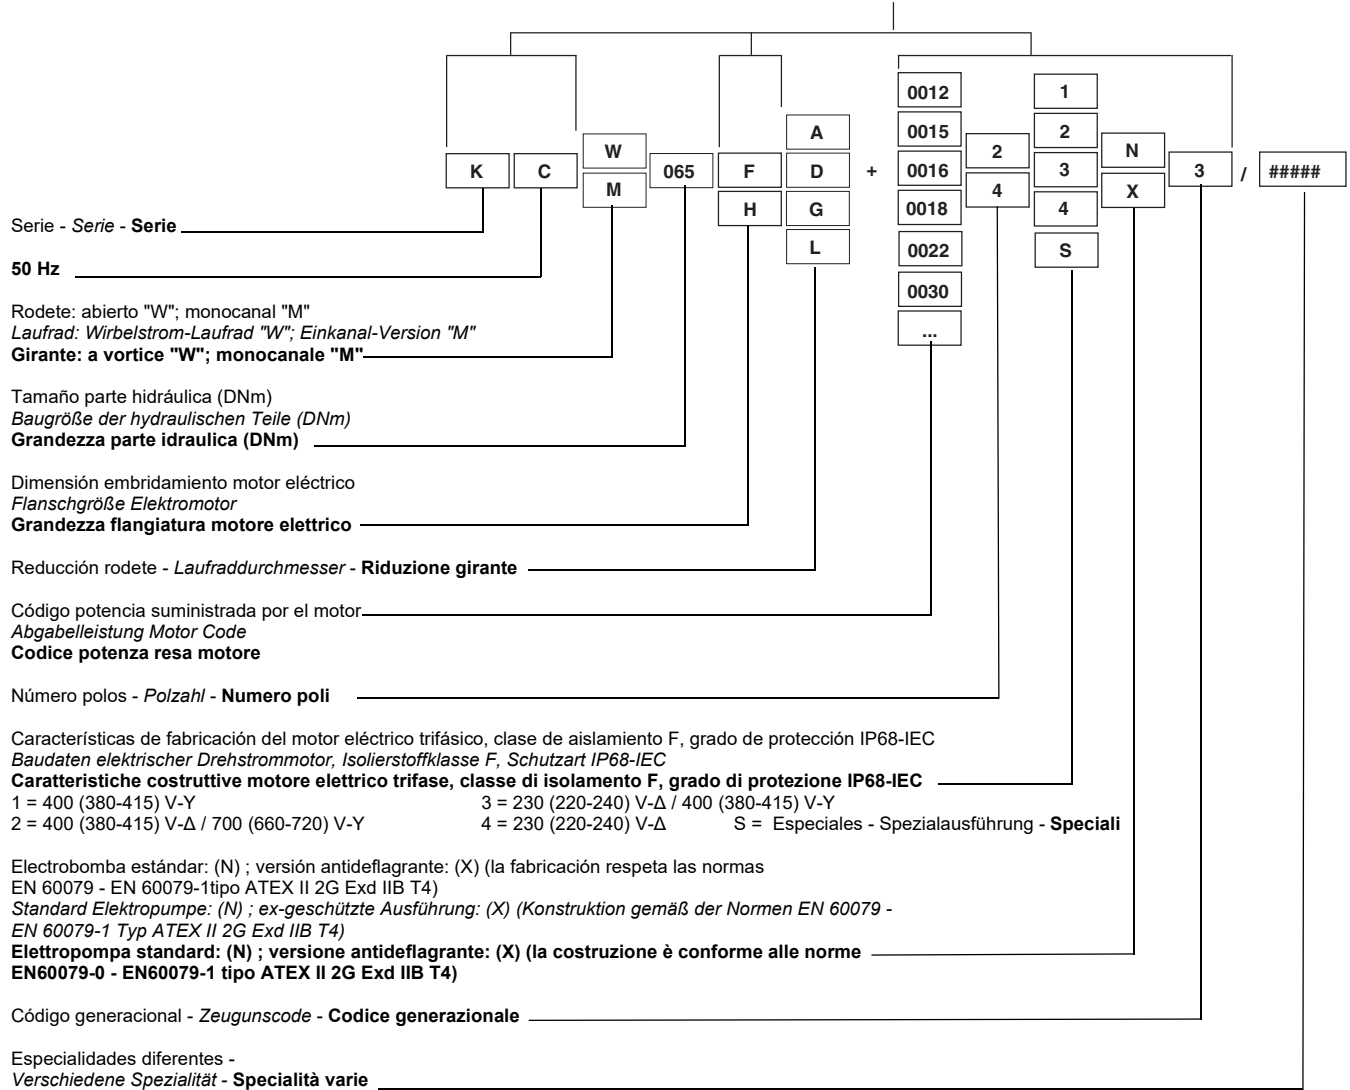 0012 1
A 0015 2
W 2 N
K C 065 F D + 0016 3 3 / #####
M 4 X
H G 0018 4
L 0022 S
0030
...
Serie - Serie - Serie
50 Hz
Rodete: abierto "W"; monocanal "M"
Laufrad: Wirbelstrom-Laufrad "W"; Einkanal-Version "M"
Girante: a vortice "W"; monocanale "M"
Tamaño parte hidráulica (DNm)
Baugröße der hydraulischen Teile (DNm)
Grandezza parte idraulica (DNm)
Dimensión embridamiento motor eléctrico
Flanschgröße Elektromotor
Grandezza flangiatura motore elettrico
Reducción rodete - Laufraddurchmesser - Riduzione girante
Código potencia suministrada por el motor
Abgabelleistung Motor Code
Codice potenza resa motore
Número polos - Polzahl - Numero poli
Características de fabricación del motor eléctrico trifásico, clase de aislamiento F, grado de protección IP68-IEC
Baudaten elektrischer Drehstrommotor, Isolierstoffklasse F, Schutzart IP68-IEC
Caratteristiche costruttive motore elettrico trifase, classe di isolamento F, grado di protezione IP68-IEC
1 = 400 (380-415) V-Y 3 = 230 (220-240) V-Δ / 400 (380-415) V-Y
2 = 400 (380-415) V-Δ / 700 (660-720) V-Y 4 = 230 (220-240) V-Δ S = Especiales - Spezialausführung - Speciali
Electrobomba estándar: (N) ; versión antideflagrante: (X) (la fabricación respeta las normas
EN 60079 - EN 60079-1tipo ATEX II 2G Exd IIB T4)
Standard Elektropumpe: (N) ; ex-geschützte Ausführung: (X) (Konstruktion gemäß der Normen EN 60079 -
EN 60079-1 Typ ATEX II 2G Exd IIB T4)
Elettropompa standard: (N) ; versione antideflagrante: (X) (la costruzione è conforme alle norme
EN60079-0 - EN60079-1 tipo ATEX II 2G Exd IIB T4)
Código generacional - Zeugunscode - Codice generazionale
Especialidades diferentes -
Verschiedene Spezialität - Specialità varie